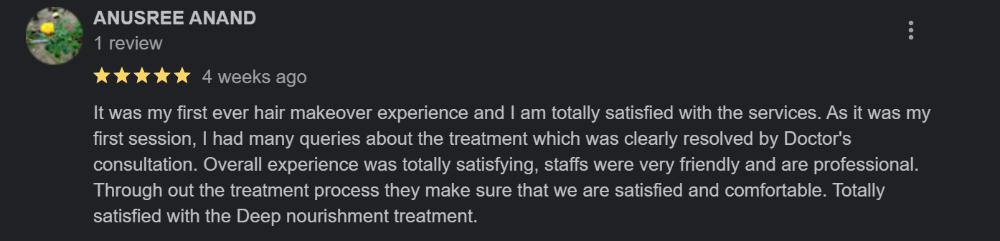 ANUSREE ANAND
1 review
4 weeks ago
It was my first ever hair makeover experience and I am totally satisfied with the services. As it was my
first session, I had many queries about the treatment which was clearly resolved by Doctor's
consultation. Overall experience was totally satisfying, staffs were very friendly and are professional.
Through out the treatment process they make sure that we are satisfied and comfortable. Totally
satisfied with the Deep nourishment treatment.